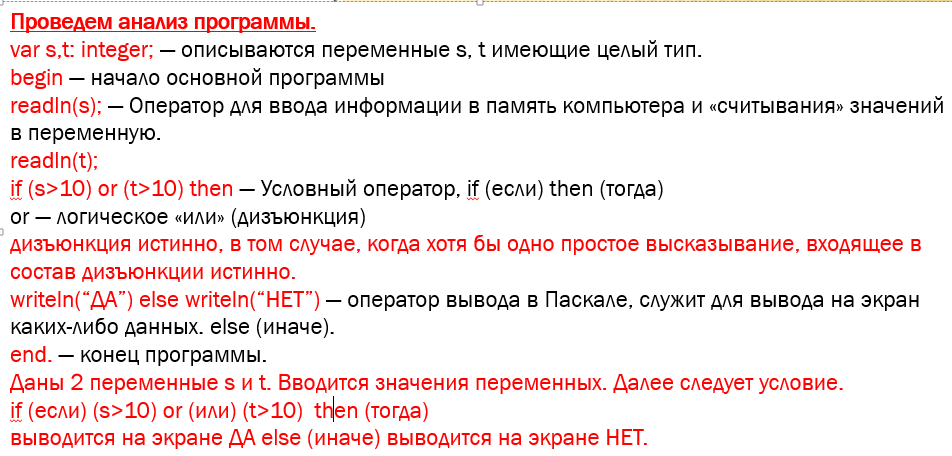 Проведем анализ программы.
var s,t: integer; — описываются переменные s, t имеющие целый тип.
begin — начало основной программы
readln(s); — Оператор для ввода информации в память компьютера и «считывания» значений
в переменную.
readln(t);
if (s>10) or (t>10) then — Условный оператор, if (если) then (тогда)
or — логическое «или» (дизъюнкция)
дизъюнкция истинно, в том случае, когда хотя бы одно простое высказывание, входящее в
состав дизъюнкции истинно.
writeln(“ДА”) else writeln(“НЕТ”) — оператор вывода в Паскале, служит для вывода на экран
каких-либо данных. else (иначе).
end. — конец программы.
Даны 2 переменные s и t. Вводится значения переменных. Далее следует условие.
if (если) (s>10) or (или) (t>10) then (тогда)
выводится на экране ДА else (иначе) выводится на экране НЕТ.